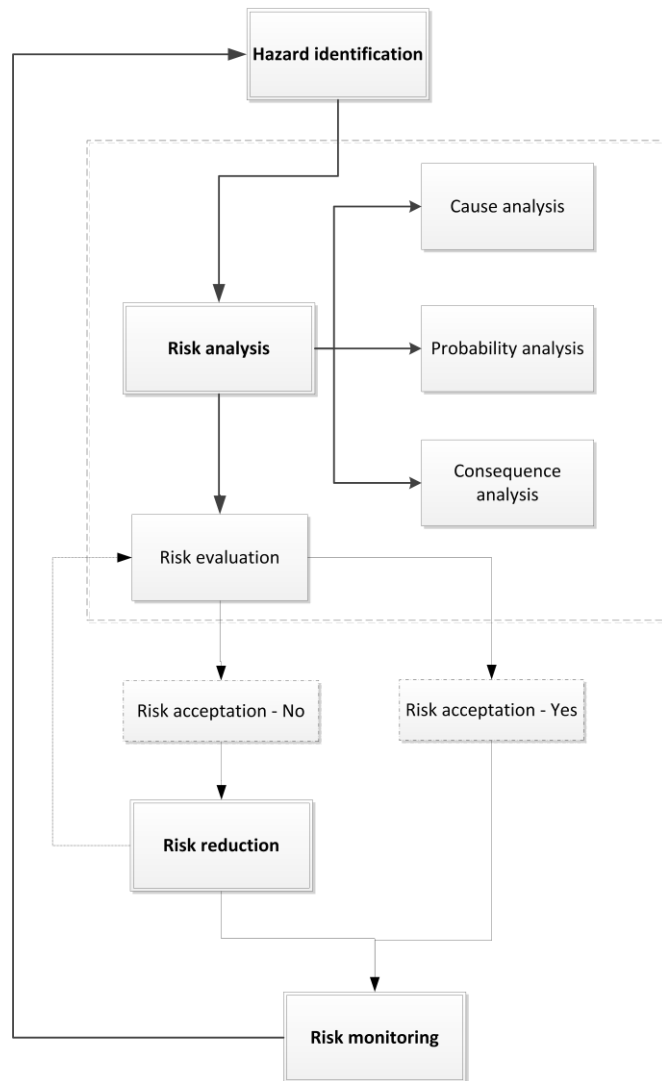 Hazard identification
Cause analysis
Risk analysis
Probability analysis
Consequence
analysis
Risk evaluation
Risk acceptation - No
Risk acceptation - Yes
Risk reduction
Risk monitoring